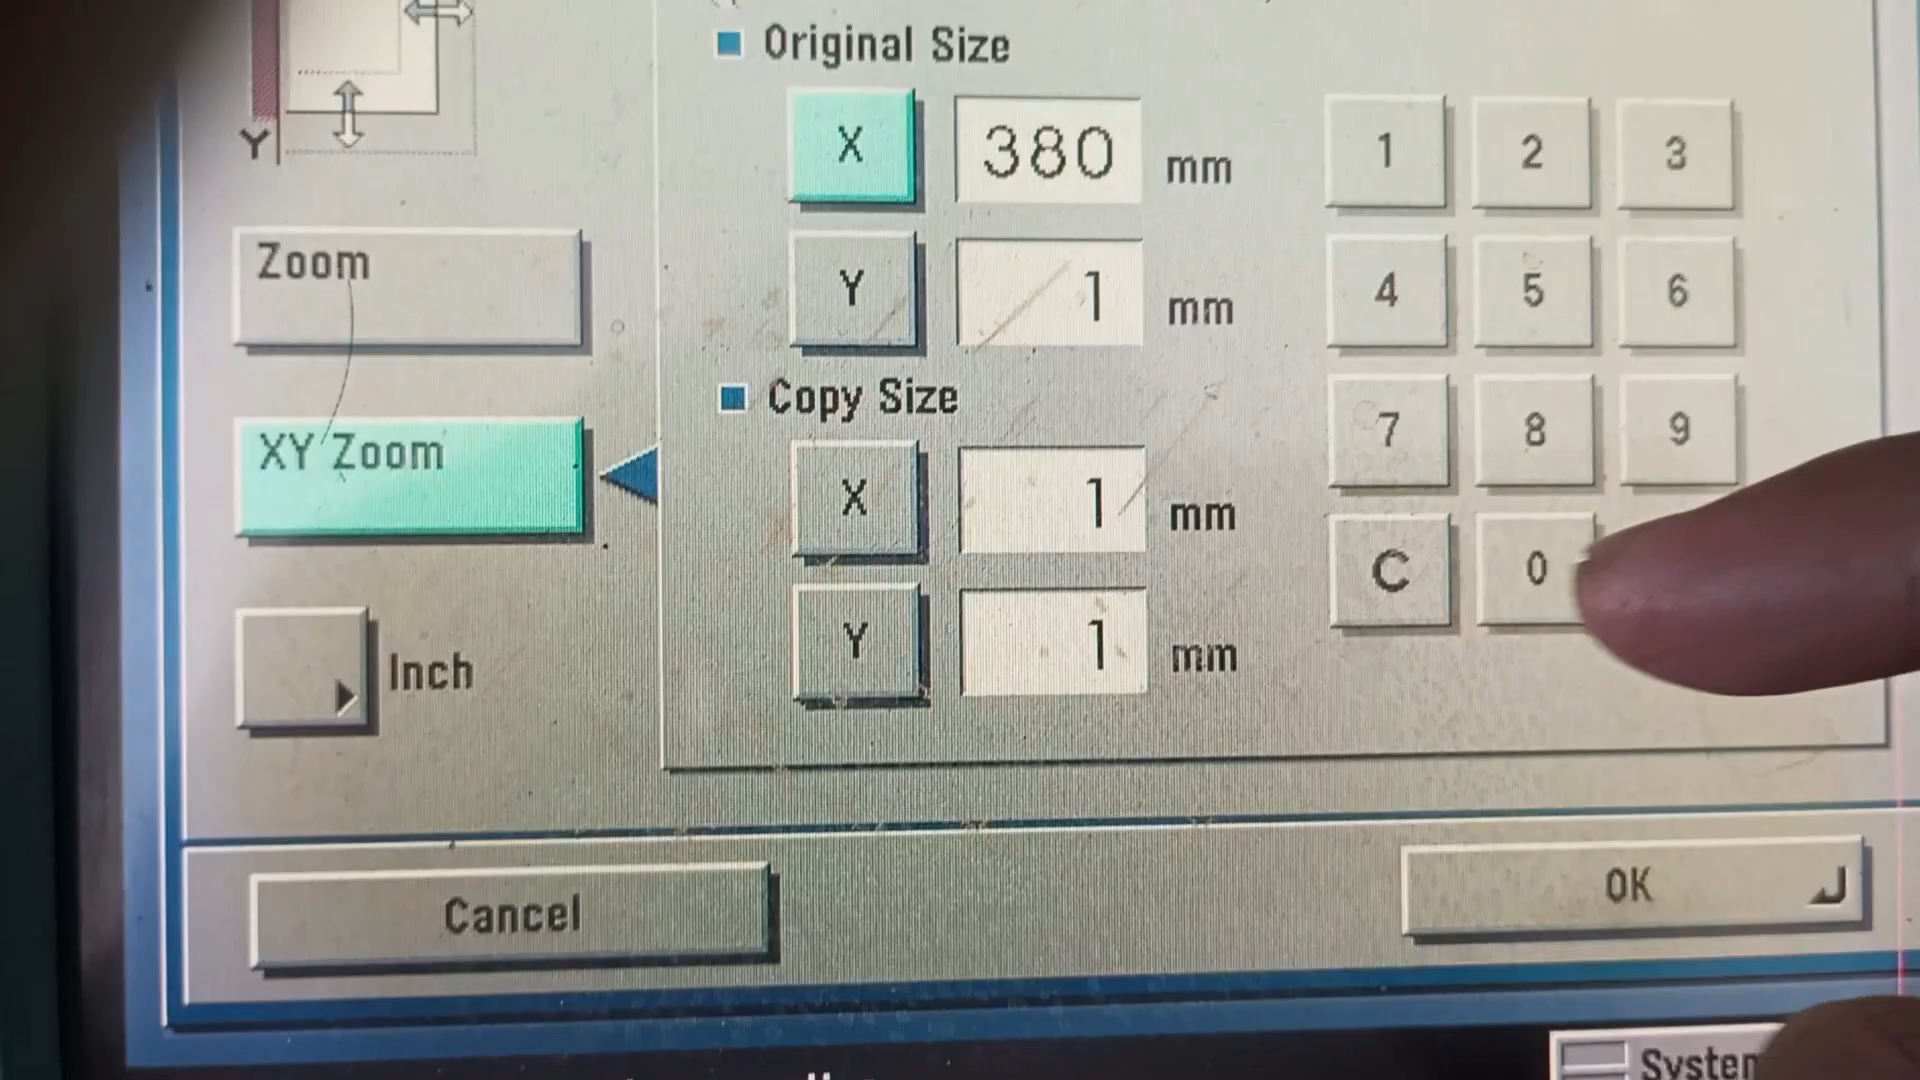 Original Size
Y
X 380 mm 1 2 3
Zoom
Y 1 mm 4 5 6
Copy Size
XY Zoom
X 1 mm 7 8 9
C 0
Inch
Y 1 mm
Cancel
OK
System